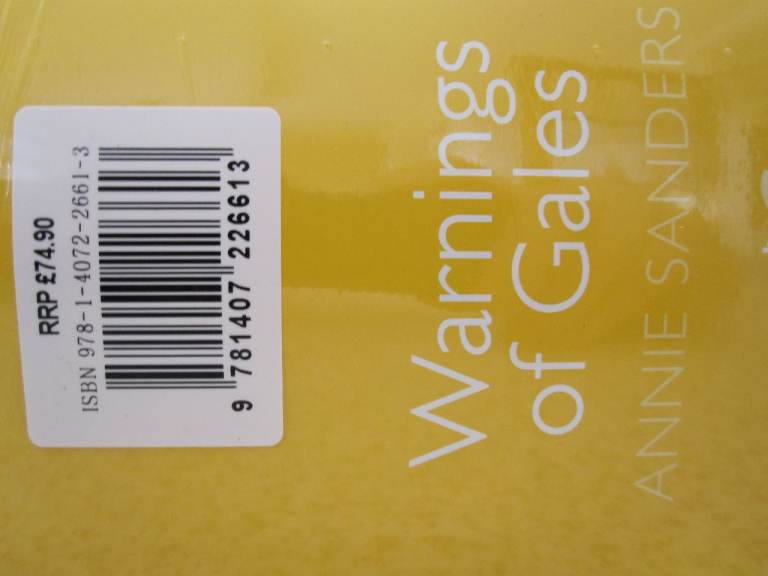 RRP £74.90
ISBN 978-1-4072-2661-3
9 781407 226613
Warnings
of Gales
ANNIE SANDERS